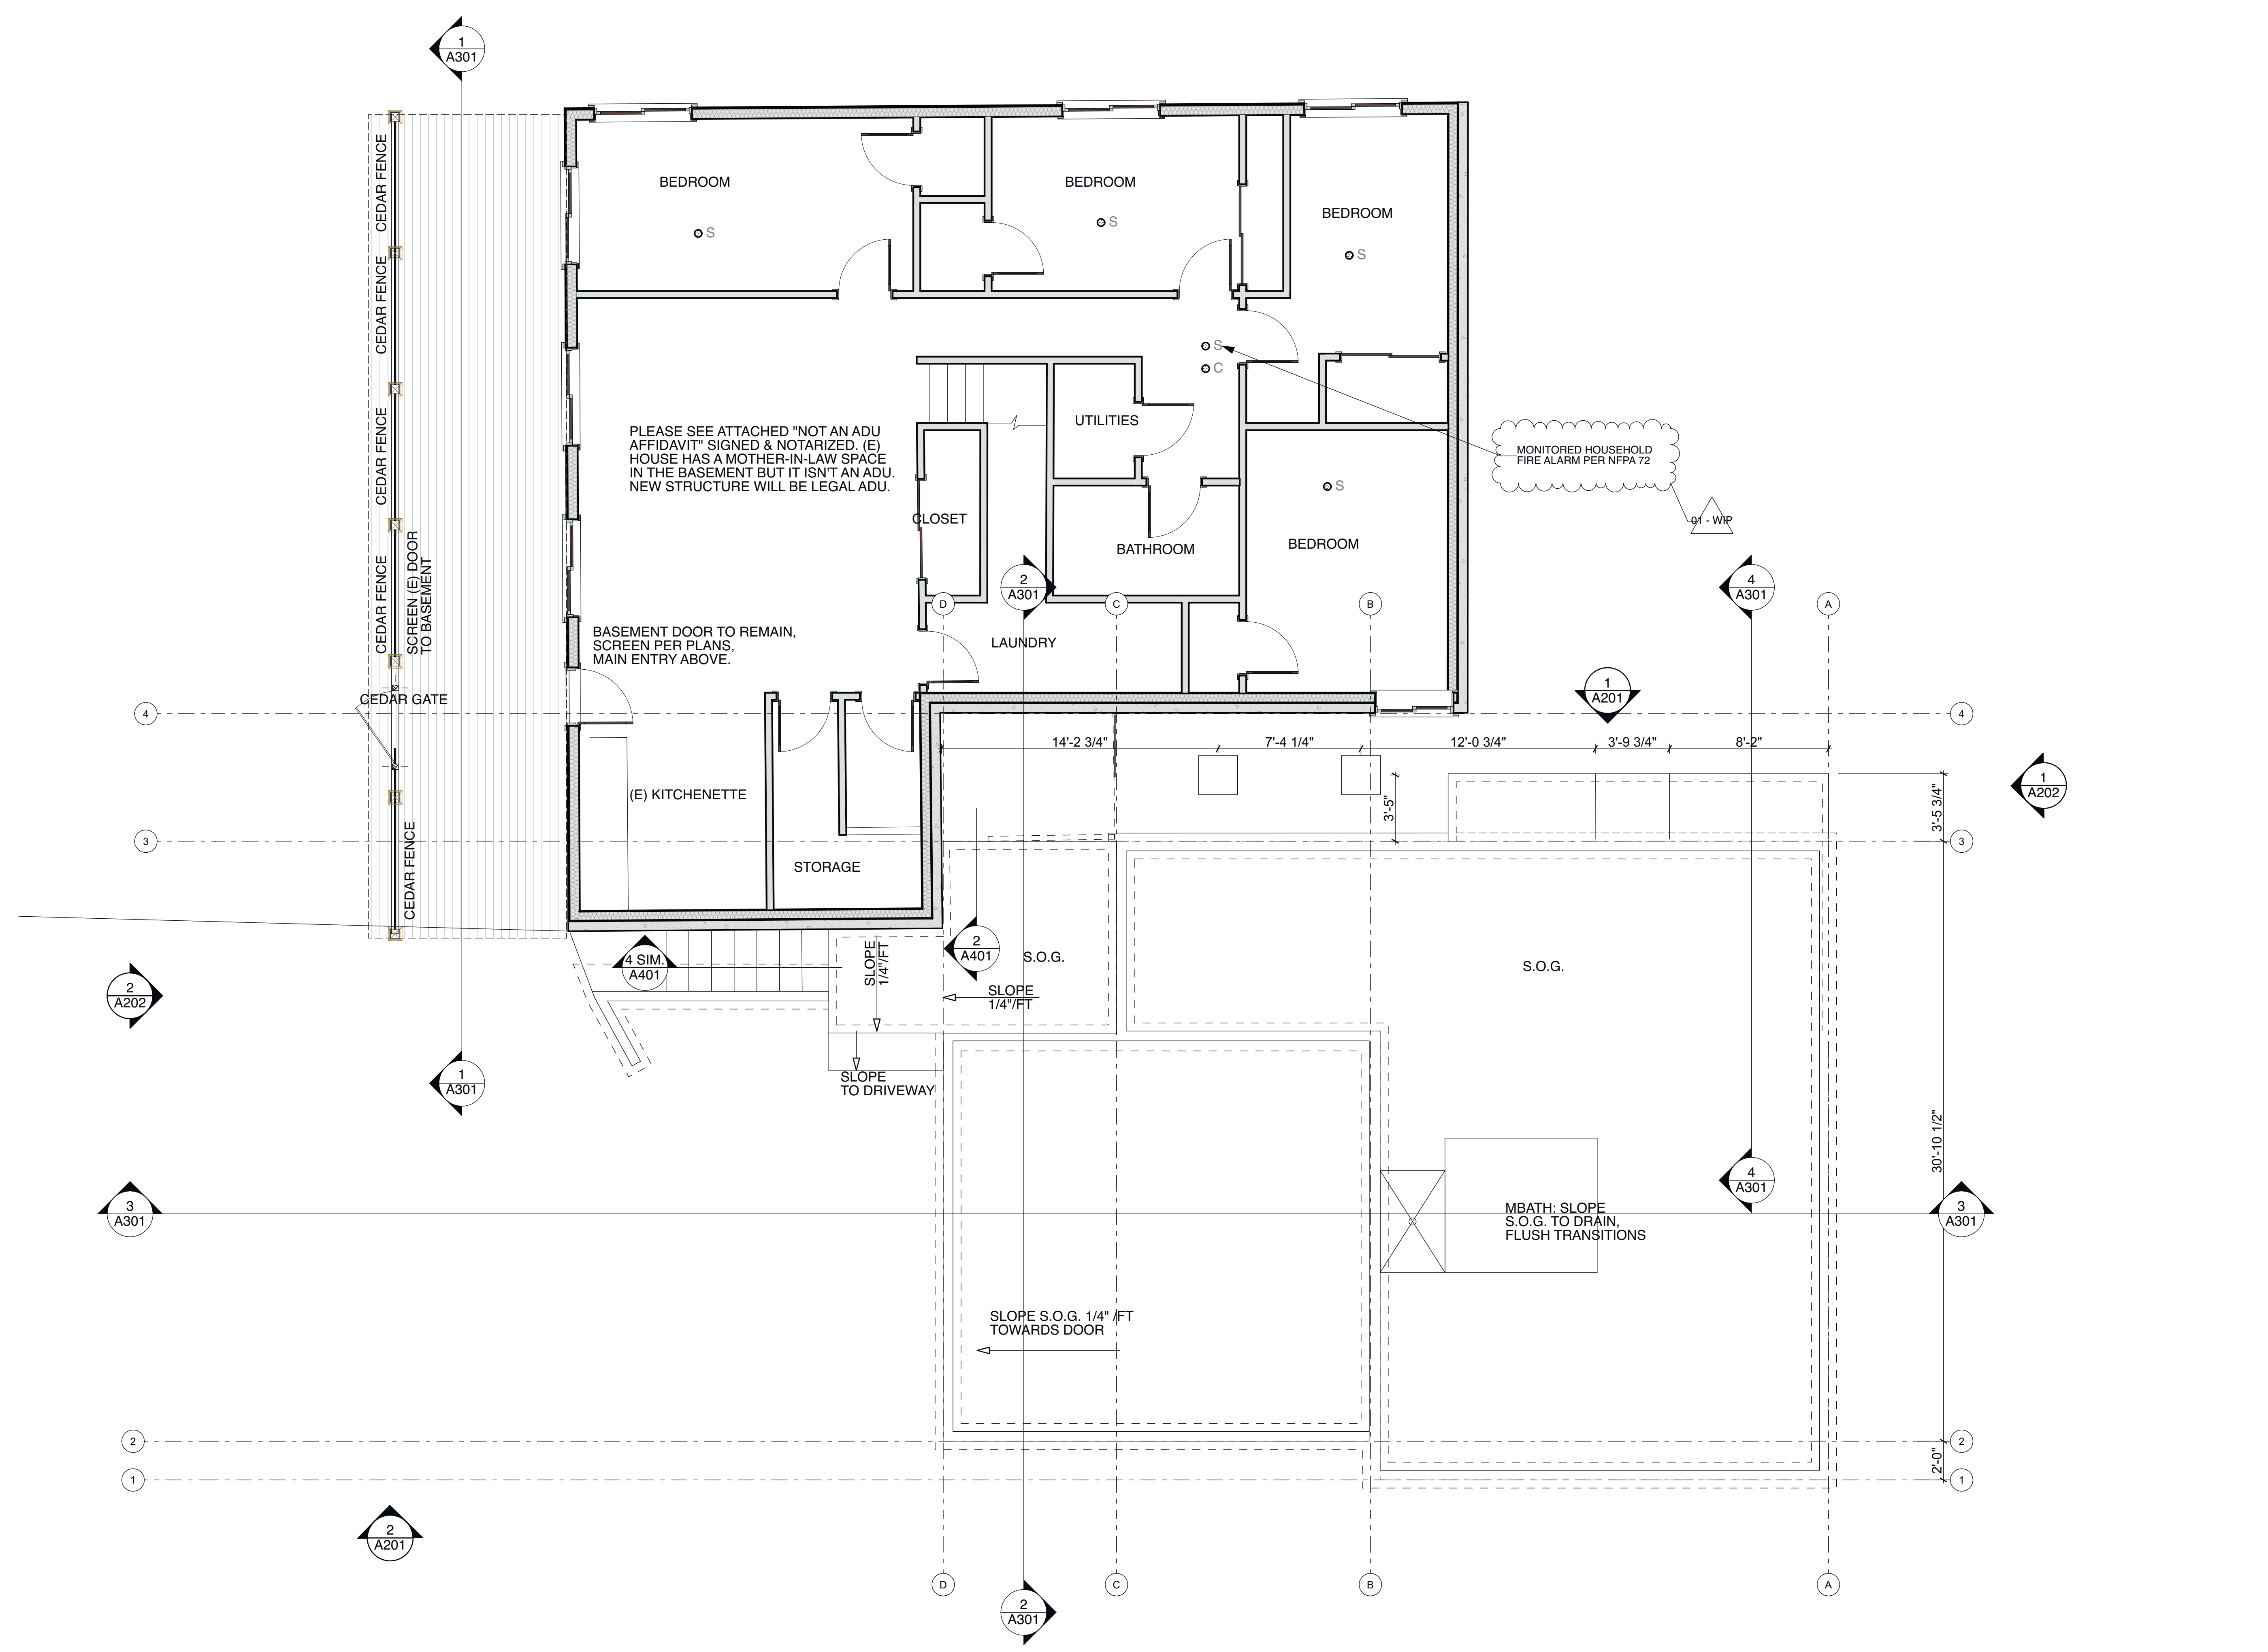 1
A301
CEDAR FENCE
CEDAR FENCE
CEDAR FENCE
CEDAR FENCE
CEDAR FENCE
SCREEN (E) DOOR
TO BASEMENT
CEDAR GATE
BEDROOM
S
BEDROOM
S
BEDROOM
S
S
C
UTILITIES
PLEASE SEE ATTACHED "NOT AN ADU
AFFIDAVIT" SIGNED & NOTARIZED. (E)
HOUSE HAS A MOTHER-IN-LAW SPACE
IN THE BASEMENT BUT IT ISN'T AN ADU.
NEW STRUCTURE WILL BE LEGAL ADU.
MONITORED HOUSEHOLD
FIRE ALARM PER NFPA 72
01 - WIP
S
CLOSET
BATHROOM
BEDROOM
2
A301
4
A301
D
C
B
A
BASEMENT DOOR TO REMAIN,
SCREEN PER PLANS,
MAIN ENTRY ABOVE.
LAUNDRY
1
A201
4
4
14'-2 3/4"
7'-4 1/4"
12'-0 3/4"
3'-9 3/4"
8'-2"
1
A202
(E) KITCHENETTE
3'-5"
3'-5 3/4"
3
3
STORAGE
2
A401
S.O.G.
S.O.G.
4 SIM.
A401
SLOPE
1/4"/FT
SLOPE
1/4"/FT
2
A202
1
A301
SLOPE
TO DRIVEWAY
30'-10 1/2"
4
A301
3
A301
MBATH: SLOPE
S.O.G. TO DRAIN,
FLUSH TRANSITIONS
3
A301
SLOPE S.O.G. 1/4" /FT
TOWARDS DOOR
2
2
2'-0"
1
1
2
A201
D
C
B
A
2
A301